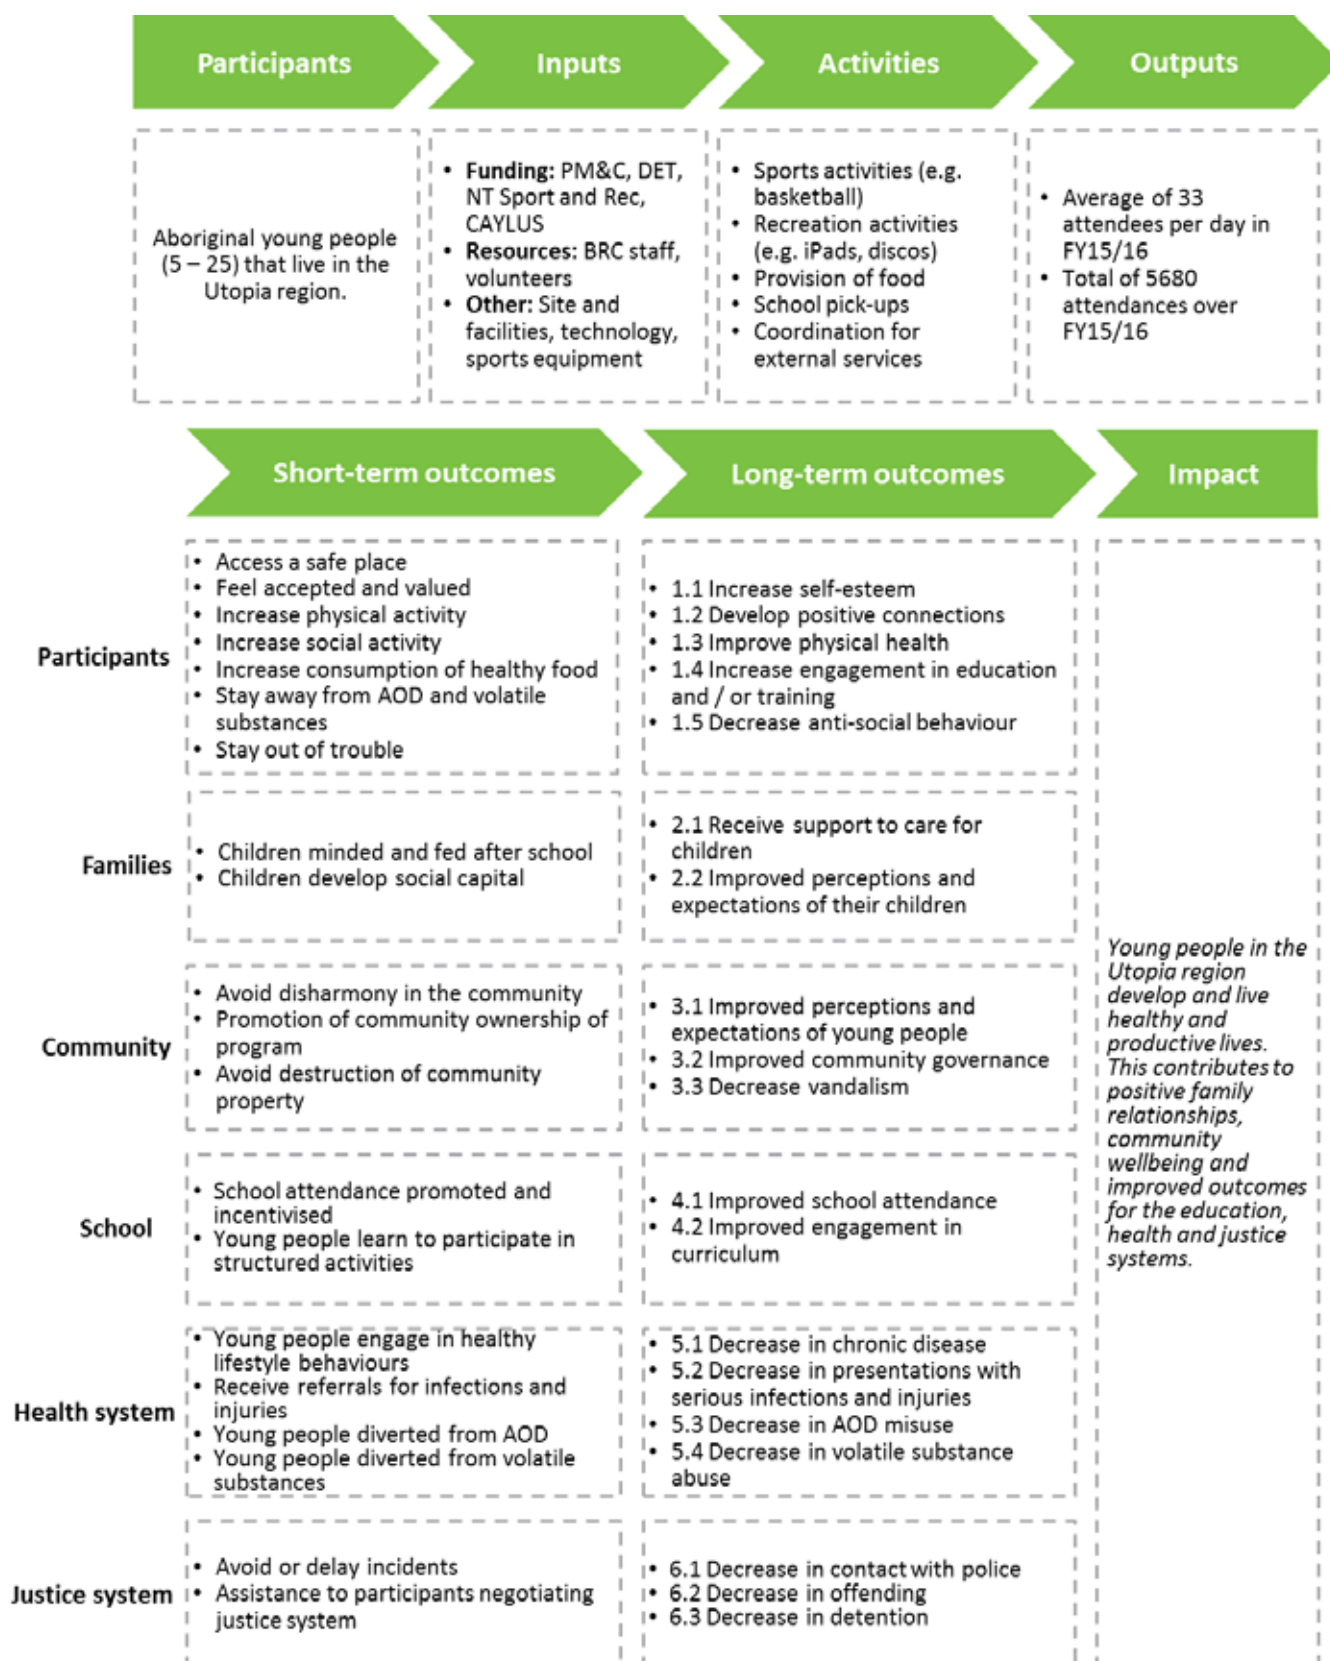 Participants
Inputs
Activities
Outputs
Aboriginal young people
(5 – 25) that live in the
Utopia region.
• Funding: PM&C, DET,
NT Sport and Rec,
CAYLUS
• Resources: BRC staff,
volunteers
• Other: Site and
facilities, technology,
sports equipment
• Sports activities (e.g.
basketball)
• Recreation activities
(e.g. iPads, discos)
• Provision of food
• School pick-ups
• Coordination for
external services
• Average of 33
attendees per day in
FY15/16
• Total of 5680
attendances over
FY15/16
Short-term outcomes
Long-term outcomes
Impact
Participants
• Access a safe place
• Feel accepted and valued
• Increase physical activity
• Increase social activity
• Increase consumption of healthy food
• Stay away from AOD and volatile
substances
• Stay out of trouble
• 1.1 Increase self-esteem
• 1.2 Develop positive connections
• 1.3 Improve physical health
• 1.4 Increase engagement in education
and / or training
• 1.5 Decrease anti-social behaviour
Families
• Children minded and fed after school
• Children develop social capital
• 2.1 Receive support to care for
children
• 2.2 Improved perceptions and
expectations of their children
Community
• Avoid disharmony in the community
• Promotion of community ownership of
program
• Avoid destruction of community
property
• 3.1 Improved perceptions and
expectations of young people
• 3.2 Improved community governance
• 3.3 Decrease vandalism
School
• School attendance promoted and
incentivised
• Young people learn to participate in
structured activities
• 4.1 Improved school attendance
• 4.2 Improved engagement in
curriculum
Health system
• Young people engage in healthy
lifestyle behaviours
• Receive referrals for infections and
injuries
• Young people diverted from AOD
• Young people diverted from volatile
substances
• 5.1 Decrease in chronic disease
• 5.2 Decrease in presentations with
serious infections and injuries
• 5.3 Decrease in AOD misuse
• 5.4 Decrease in volatile substance
abuse
Justice system
• Avoid or delay incidents
• Assistance to participants negotiating
justice system
• 6.1 Decrease in contact with police
• 6.2 Decrease in offending
• 6.3 Decrease in detention
Young people in the
Utopia region
develop and live
healthy and
productive lives.
This contributes to
positive family
relationships,
community
wellbeing and
improved outcomes
for the education,
health and justice
systems.